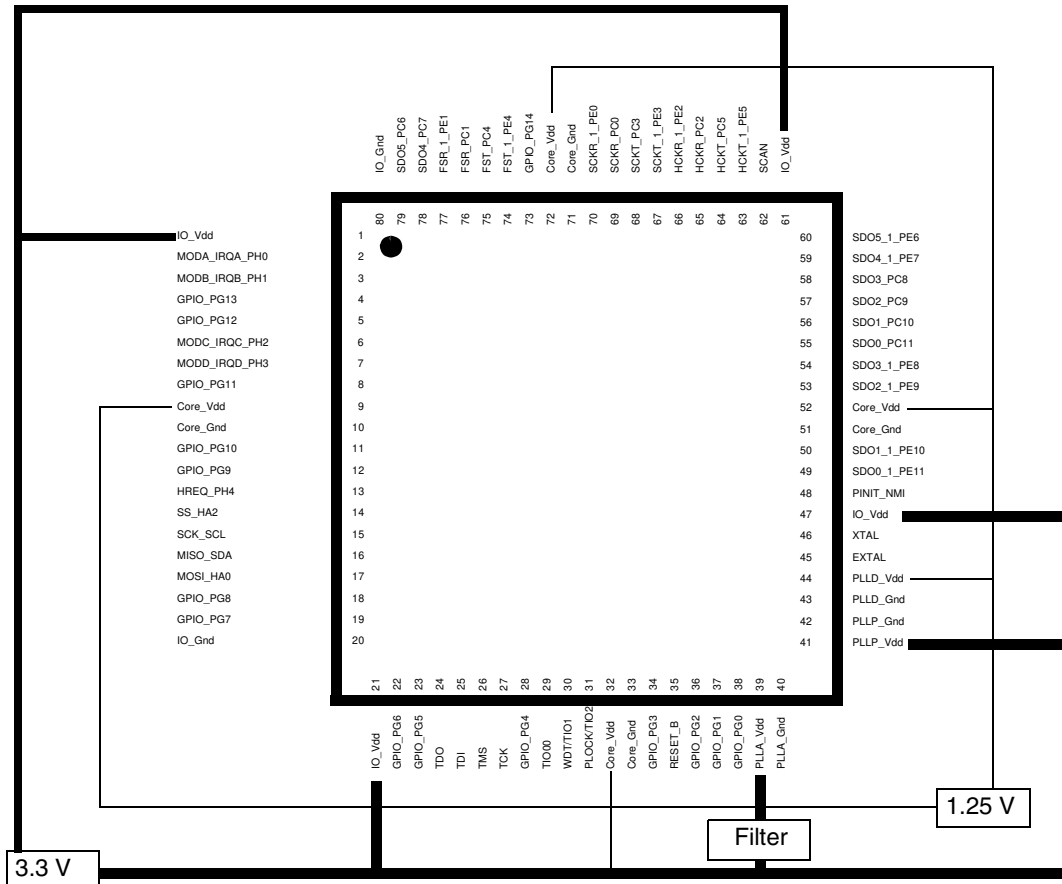 IO_Gnd
SDO5_PC6
SDO4_PC7
FSR_1_PE1
FSR_PC1
FST_PC4
FST_1_PE4
GPIO_PG14
Core_Vdd
Core_Gnd
SCKR_1_PE0
SCKR_PC0
SCKT_PC3
SCKT_1_PE3
HCKR_1_PE2
HCKR_PC2
HCKT_PC5
HCKT_1_PE5
SCAN
IO_Vdd
80 79 78 77 76 75 74 73 72 71 70 69 68 67 66 65 64 63 62 61
IO_Vdd 1
MODA_IRQA_PH0 2
MODB_IRQB_PH1 3
GPIO_PG13 4
GPIO_PG12 5
MODC_IRQC_PH2 6
MODD_IRQD_PH3 7
GPIO_PG11 8
Core_Vdd 9
Core_Gnd 10
GPIO_PG10 11
GPIO_PG9 12
HREQ_PH4 13
SS_HA2 14
SCK_SCL 15
MISO_SDA 16
MOSI_HA0 17
GPIO_PG8 18
GPIO_PG7 19
IO_Gnd 20
60 SDO5_1_PE6
59 SDO4_1_PE7
58 SDO3_PC8
57 SDO2_PC9
56 SDO1_PC10
55 SDO0_PC11
54 SDO3_1_PE8
53 SDO2_1_PE9
52 Core_Vdd
51 Core_Gnd
50 SDO1_1_PE10
49 SDO0_1_PE11
48 PINIT_NMI
47 IO_Vdd
46 XTAL
45 EXTAL
44 PLLD_Vdd
43 PLLD_Gnd
42 PLLP_Gnd
41 PLLP_Vdd
21 22 23 24 25 26 27 28 29 30 31 32 33 34 35 36 37 38 39 40
IO_Vdd
GPIO_PG6
GPIO_PG5
TDO
TDI
TMS
TCK
GPIO_PG4
TIO00
WDT/TIO1
PLOCK/TIO2
Core_Vdd
Core_Gnd
GPIO_PG3
RESET_B
GPIO_PG2
GPIO_PG1
GPIO_PG0
PLLA_Vdd
PLLA_Gnd
1.25 V
Filter
3.3 V